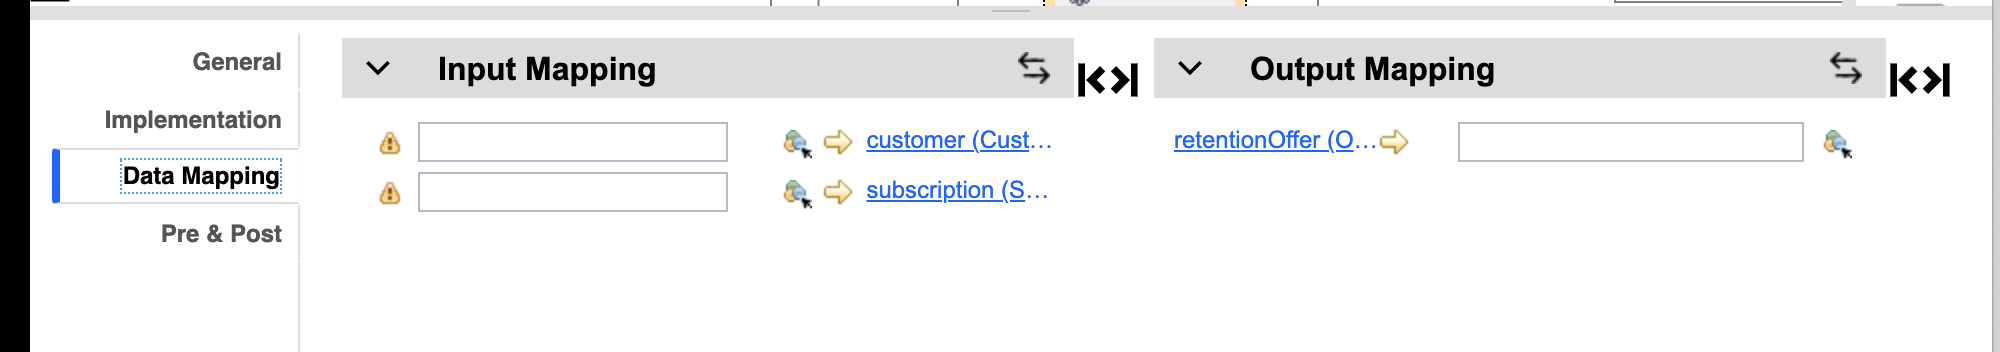 General
Implementation
Data Mapping
Pre & Post
Input Mapping
customer (Cust...
subscription (S...
Output Mapping
retentionOffer (O...